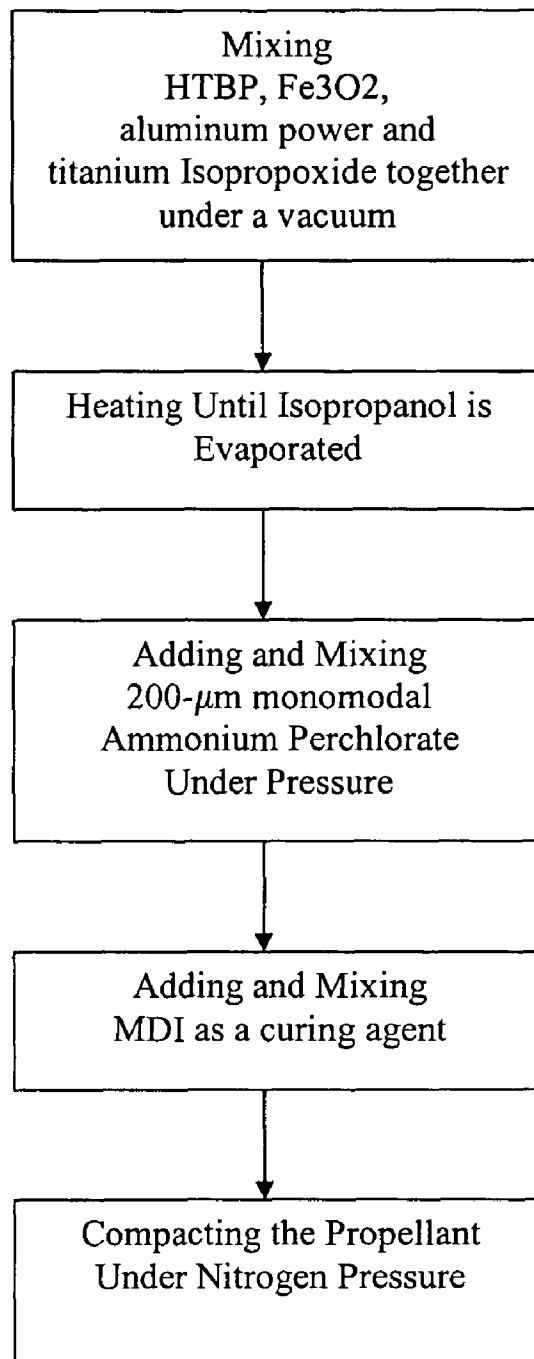 Mixing
HTBP, Fe3O2,
aluminum power and
titanium Isopropoxide together
under a vacuum
Heating Until Isopropanol is
Evaporated
Adding and Mixing
200-μm monomodal
Ammonium Perchlorate
Under Pressure
Adding and Mixing
MDI as a curing agent
Compacting the Propellant
Under Nitrogen Pressure